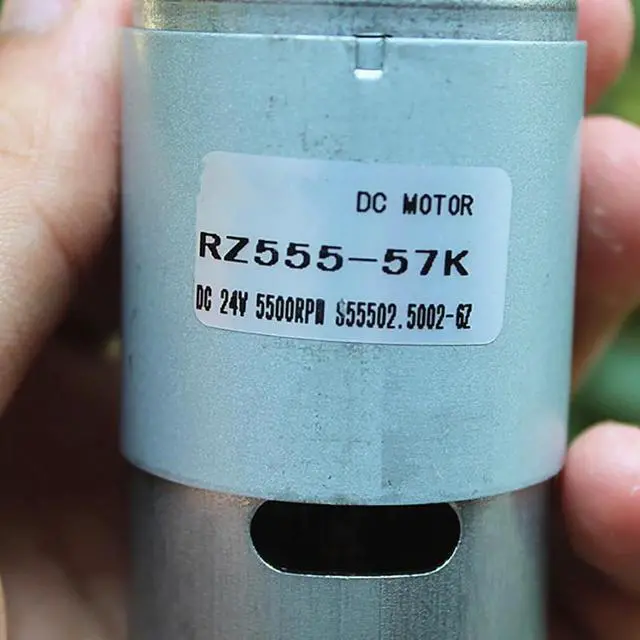 DC MOTOR
RZ555-57K
DC 24V 5500RPM S55502.5002-6Z